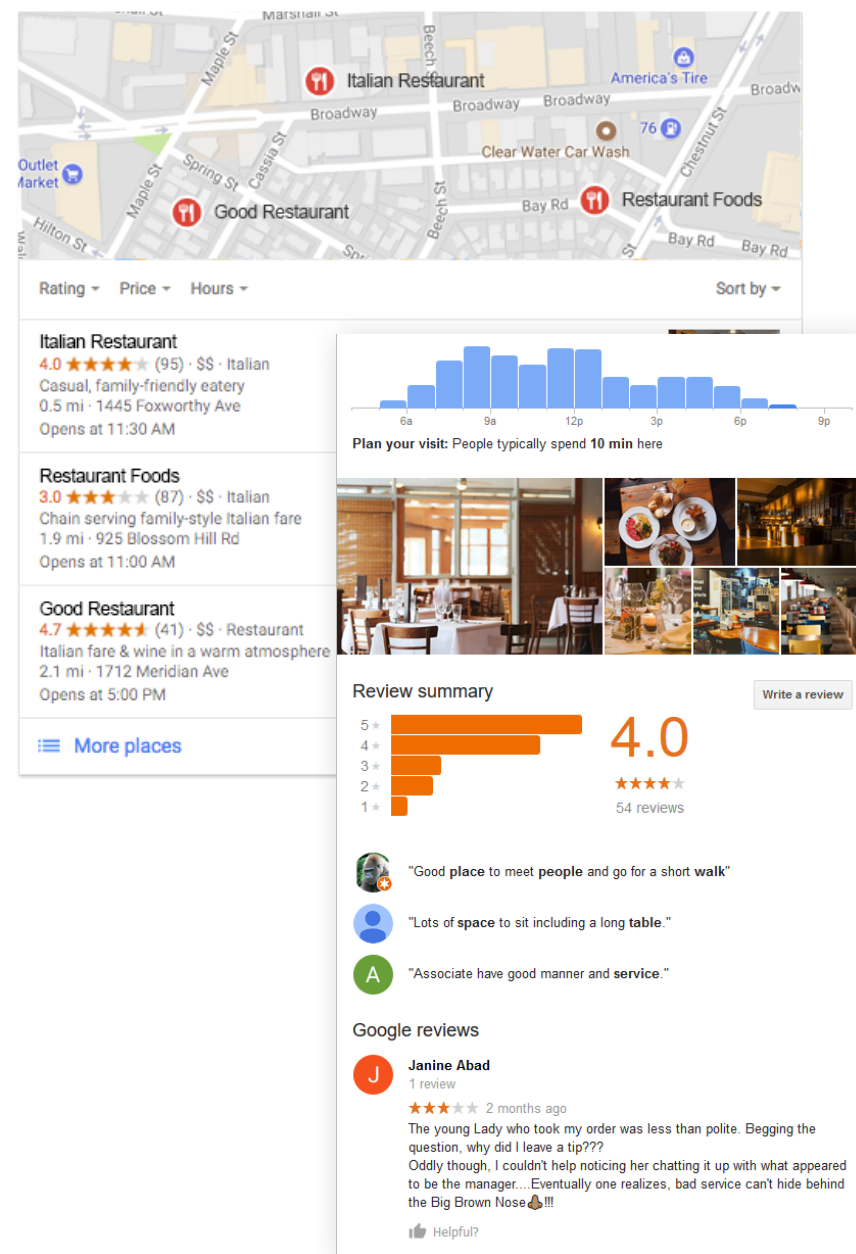 Marshall St
Maple St
Beech St
Italian Restaurant
America's Tire
Broadway
Broadway
Broadway
Broadw
76
Clear Water Car Wash
Chestnut St
Outlet
Market
Spring St
Cassia St
Maple St
Good Restaurant
Beech St
Bay Rd
Restaurant Foods
Hilton St
Bay Rd
Bay Rd
St
Rating
Price
Hours
Sort by
Italian Restaurant
4.0 ★★★★★ (95) · $$ · Italian
Casual, family-friendly eatery
0.5 mi · 1445 Foxworthy Ave
Opens at 11:30 AM
Restaurant Foods
3.0 ★★★★★ (87) · $$ · Italian
Chain serving family-style Italian fare
1.9 mi · 925 Blossom Hill Rd
Opens at 11:00 AM
Good Restaurant
4.7 ★★★★★ (41) · $$ · Restaurant
Italian fare & wine in a warm atmosphere
2.1 mi · 1712 Meridian Ave
Opens at 5:00 PM
More places
6a 9a 12p 3p 6p 9p
Plan your visit: People typically spend 10 min here
Review summary
Write a review
5 ★
4 ★
3 ★
2 ★
1 ★
4.0
★★★★★
54 reviews
"Good place to meet people and go for a short walk"
"Lots of space to sit including a long table."
A
"Associate have good manner and service."
Google reviews
J
Janine Abad
1 review
★★★★★ 2 months ago
The young Lady who took my order was less than polite. Begging the
question, why did I leave a tip???
Oddly though, I couldn't help noticing her chatting it up with what appeared
to be the manager....Eventually one realizes, bad service can't hide behind
the Big Brown Nose👃🏽!!!
Helpful?